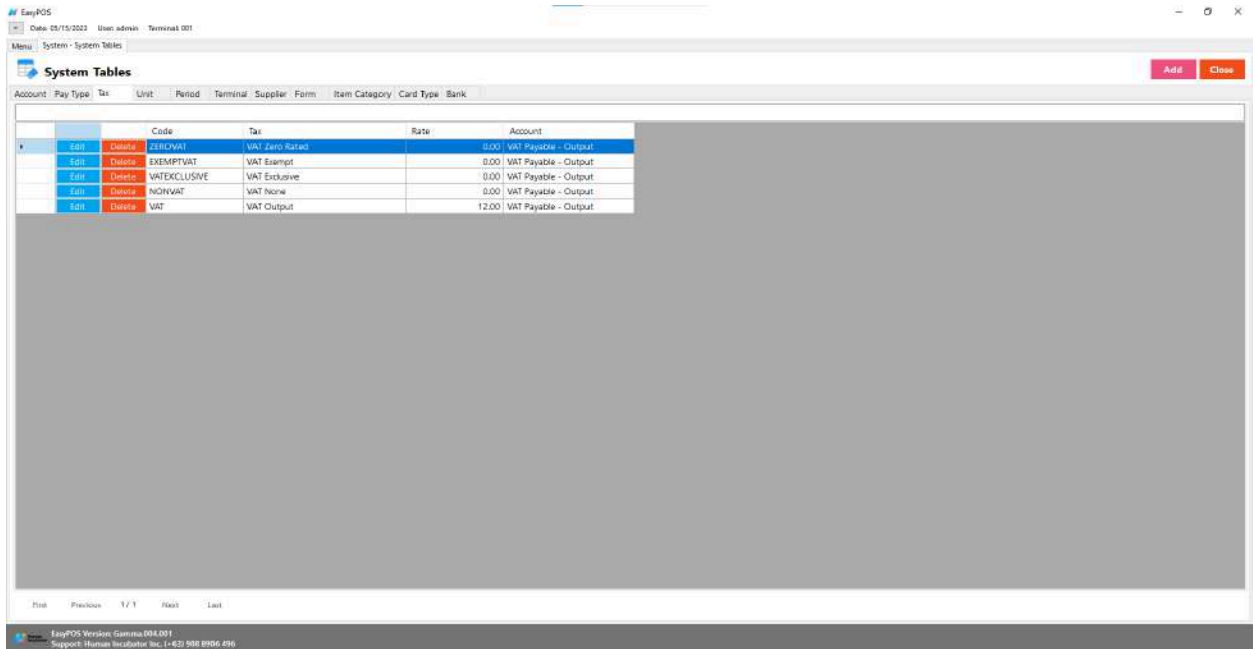 EasyPOS
Date: 05/15/2022 User: admin Terminal: 001
Menu System - System Tables
System Tables
Add Close
Account Pay Type Tax Unit Period Terminal Supplier Form Item Category Card Type Bank
Code Tax Rate Account
Edit Delete ZEROVAT VAT Zero Rated 0.00 VAT Payable - Output
Edit Delete EXEMPTVAT VAT Exempt 0.00 VAT Payable - Output
Edit Delete VATEXCLUSIVE VAT Exclusive 0.00 VAT Payable - Output
Edit Delete NONVAT VAT None 0.00 VAT Payable - Output
Edit Delete VAT VAT Output 12.00 VAT Payable - Output
First Previous 1 / 1 Next Last
EasyPOS Version: Gamma.004.001
Support: Human Incubator Inc. (+63) 908 8906 496